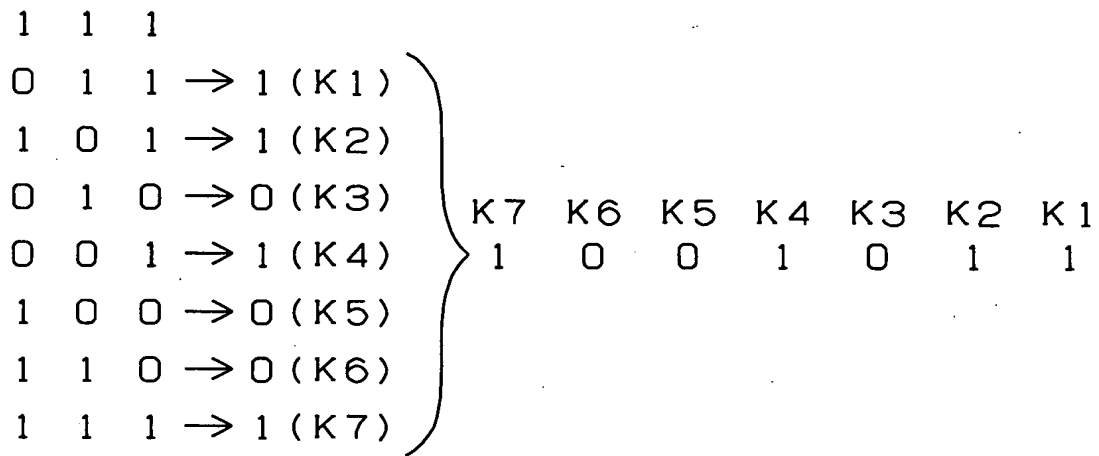 1 1 1
0 1 1 → 1 (K1)
1 0 1 → 1 (K2)
0 1 0 → 0 (K3)
K7 K6 K5 K4 K3 K2 K1
0 0 1 → 1 (K4)
1 0 0 1 0 1 1
1 0 0 → 0 (K5)
1 1 0 → 0 (K6)
1 1 1 → 1 (K7)